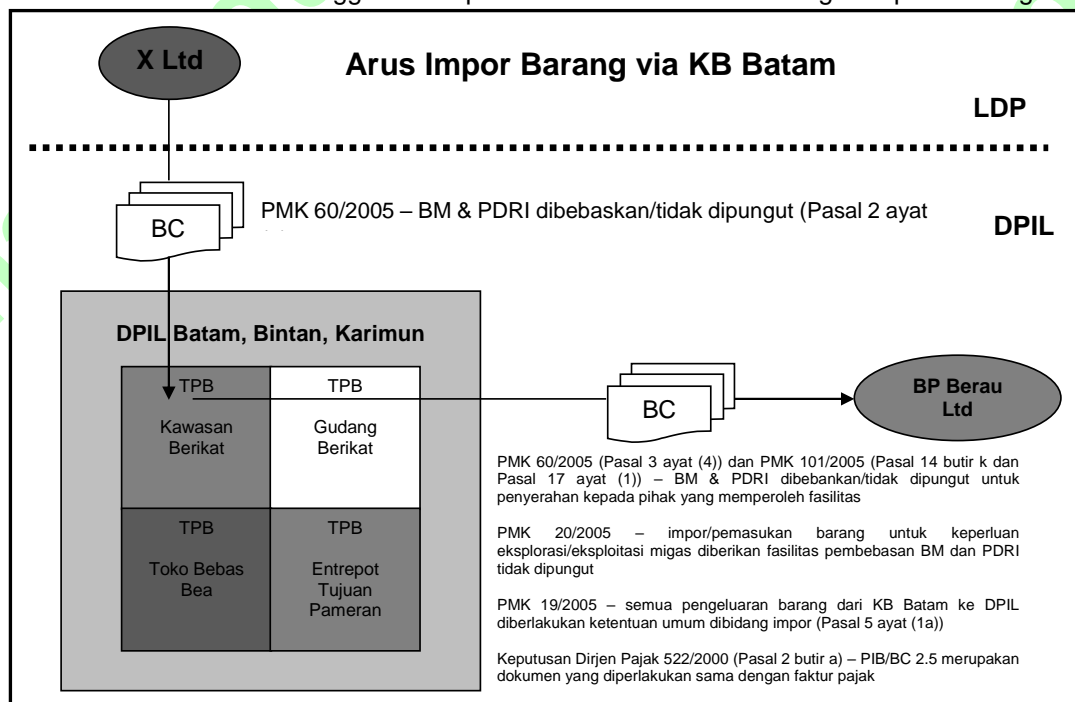 X Ltd
Arus Impor Barang via KB Batam
LDP
BC
PMK 60/2005 – BM & PDRI dibebaskan/tidak dipungut (Pasal 2 ayat
DPIL
DPIL Batam, Bintan, Karimun
TPB
Kawasan
Berikat
TPB
Gudang
Berikat
TPB
Toko Bebas
Bea
TPB
Entrepot
Tujuan
Pameran
BC
BP Berau
Ltd
PMK 60/2005 (Pasal 3 ayat (4)) dan PMK 101/2005 (Pasal 14 butir k dan
Pasal 17 ayat (1)) – BM & PDRI dibebankan/tidak dipungut untuk
penyerahan kepada pihak yang memperoleh fasilitas
PMK 20/2005 – impor/pemasukan barang untuk keperluan
eksplorasi/eksploitasi migas diberikan fasilitas pembebasan BM dan PDRI
tidak dipungut
PMK 19/2005 – semua pengeluaran barang dari KB Batam ke DPIL
diberlakukan ketentuan umum dibidang impor (Pasal 5 ayat (1a))
Keputusan Dirjen Pajak 522/2000 (Pasal 2 butir a) – PIB/BC 2.5 merupakan
dokumen yang diperlakukan sama dengan faktur pajak